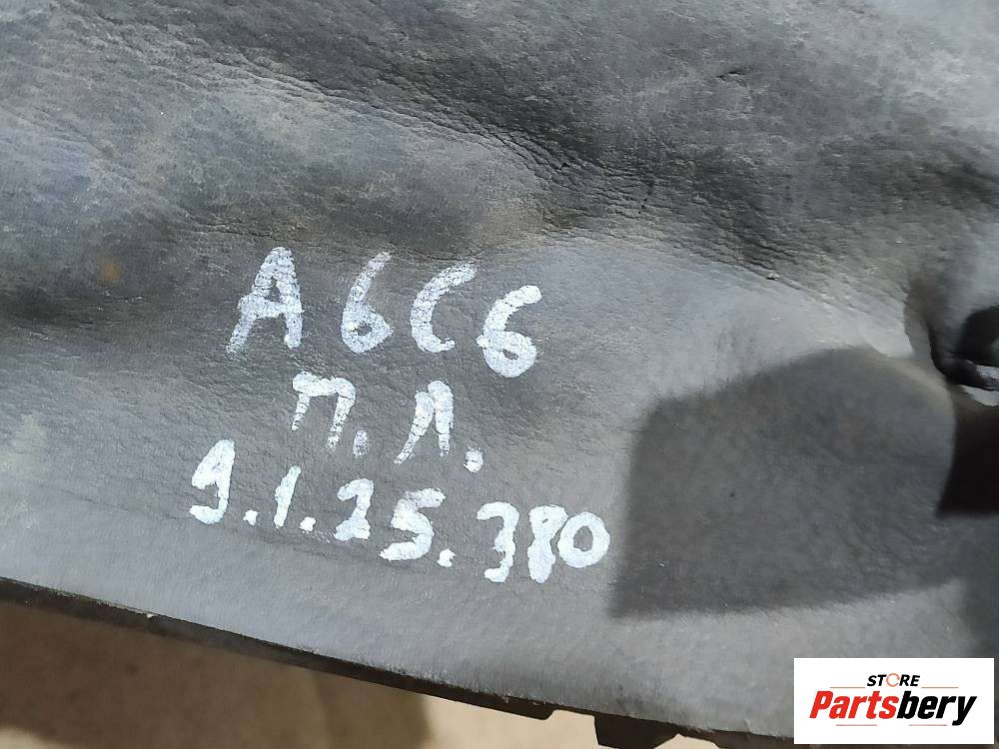 A6C6
П.Л.
9.1.25.380
STORE
Partsbery